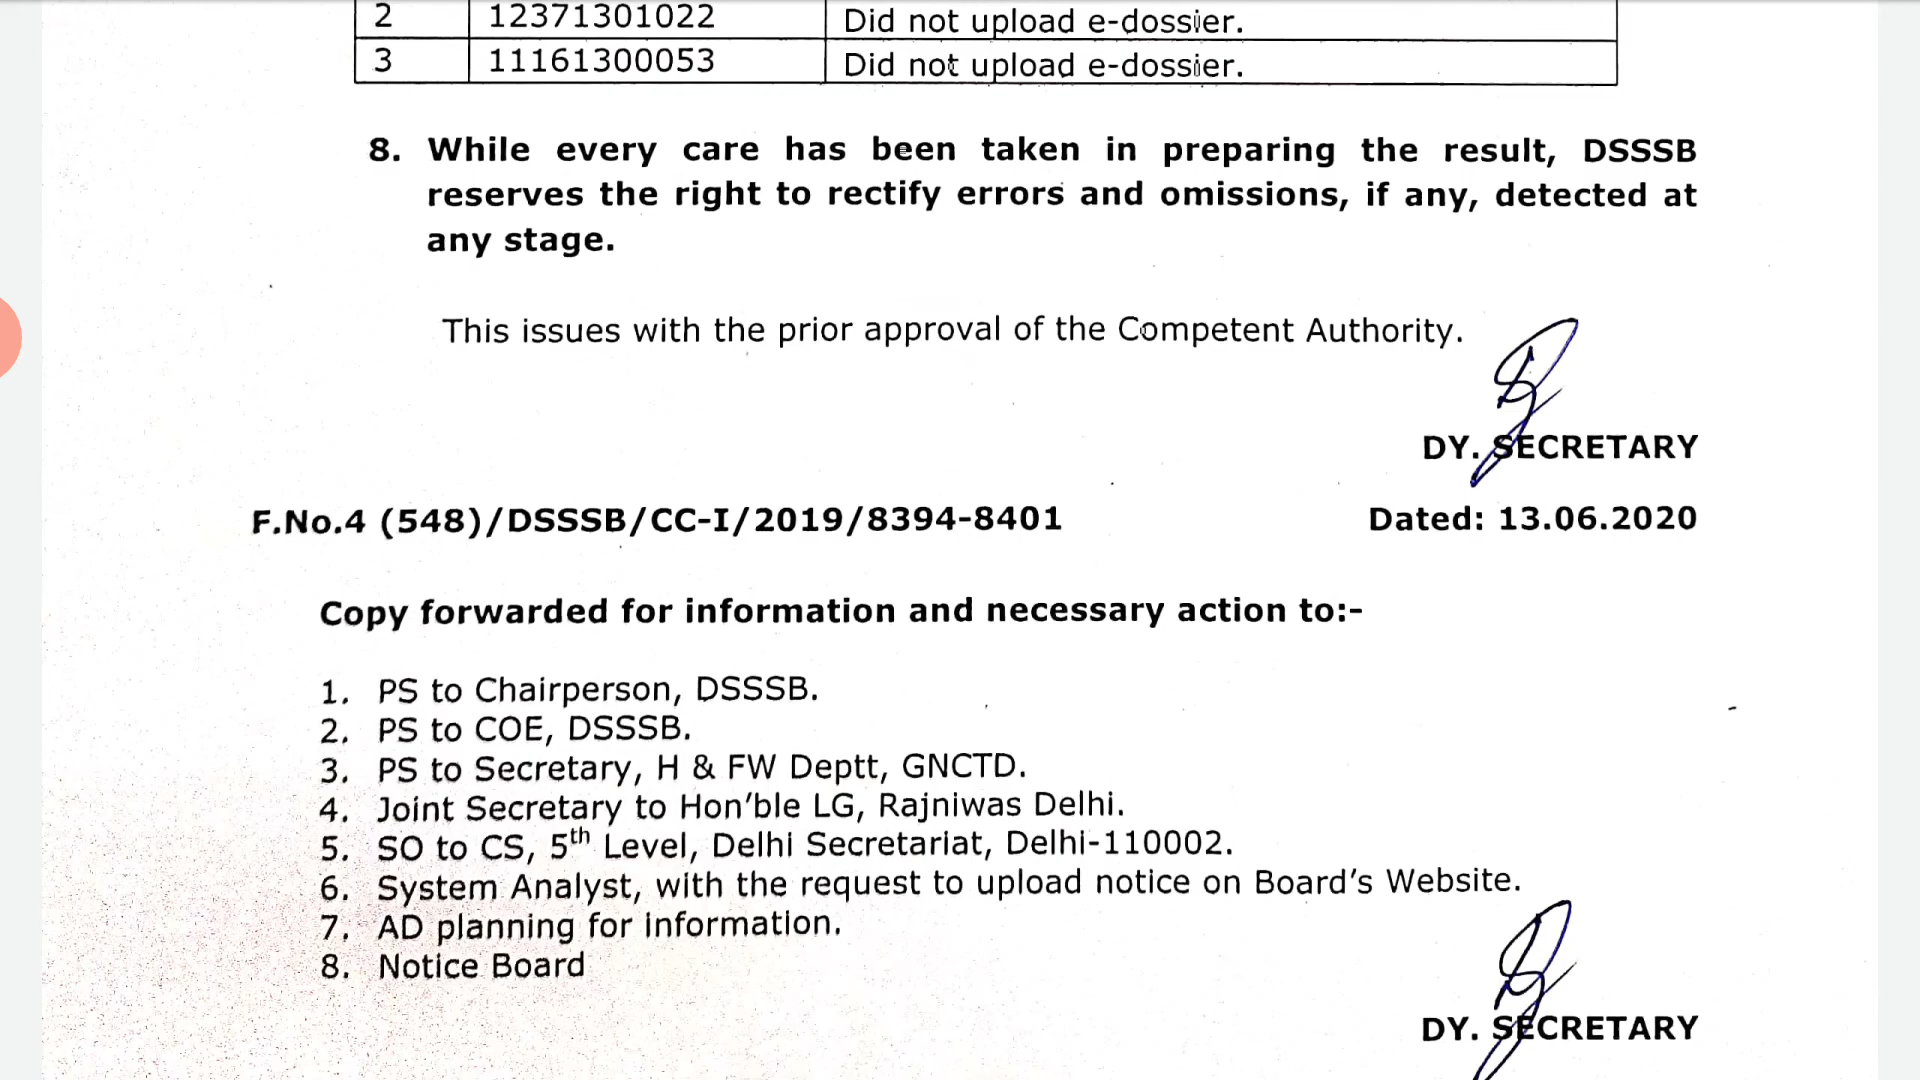 2 12371301022 Did not upload e-dossier.
3 11161300053 Did not upload e-dossier.
8. While every care has been taken in preparing the result, DSSSB
reserves the right to rectify errors and omissions, if any, detected at
any stage.
This issues with the prior approval of the Competent Authority.
DY. SECRETARY
F.No.4 (548)/DSSSB/CC-I/2019/8394-8401 Dated: 13.06.2020
Copy forwarded for information and necessary action to:-
1. PS to Chairperson, DSSSB.
2. PS to COE, DSSSB.
3. PS to Secretary, H & FW Deptt, GNCTD.
4. Joint Secretary to Hon'ble LG, Rajniwas Delhi.
5. SO to CS, 5th Level, Delhi Secretariat, Delhi-110002.
6. System Analyst, with the request to upload notice on Board's Website.
7. AD planning for information.
8. Notice Board
DY. SECRETARY